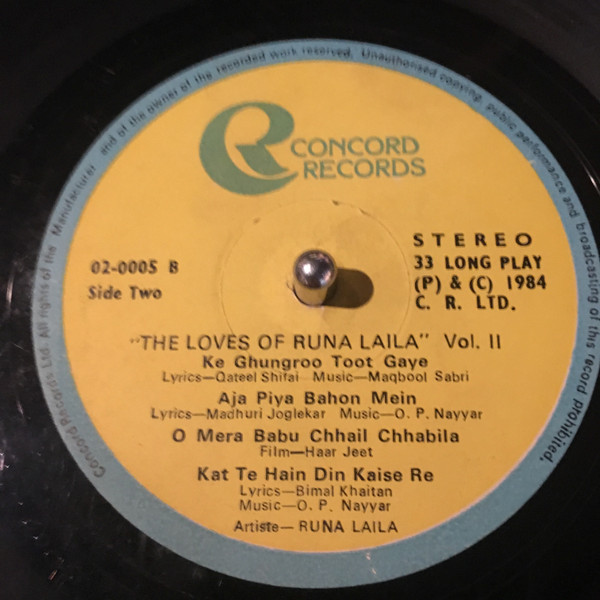 Manufacturer and of the owner of the recorded work reserved. Unauthorised copying, public performance and broadcasting of this record prohibited.
Concord Records Ltd. All rights of the
CONCORD
RECORDS
STEREO
02-0005 B
33 LONG PLAY
Side Two
(P) & (C) 1984
C. R. LTD.
"THE LOVES OF RUNA LAILA" Vol. II
Ke Ghungroo Toot Gaye
Lyrics—Qateel Shifai Music—Maqbool Sabri
Aja Piya Bahon Mein
Lyrics—Madhuri Joglekar Music—O. P. Nayyar
O Mera Babu Chhail Chhabila
Film—Haar Jeet
Kat Te Hain Din Kaise Re
Lyrics—Bimal Khaitan
Music—O. P. Nayyar
Artiste—RUNA LAILA